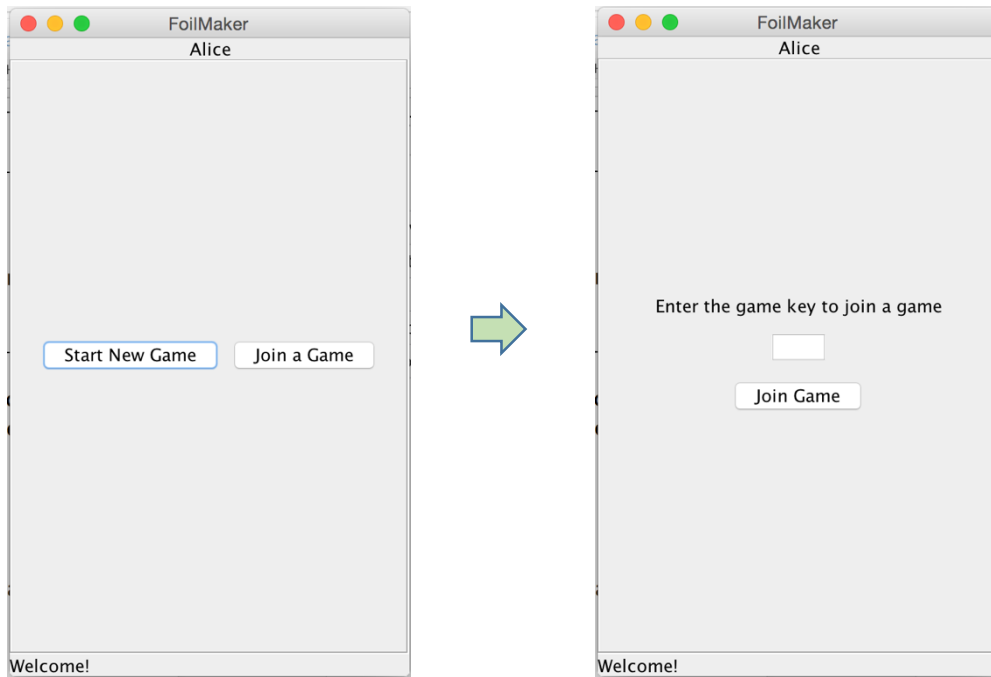 FoilMaker
Alice
Start New Game
Join a Game
Welcome!
FoilMaker
Alice
Enter the game key to join a game
Join Game
Welcome!